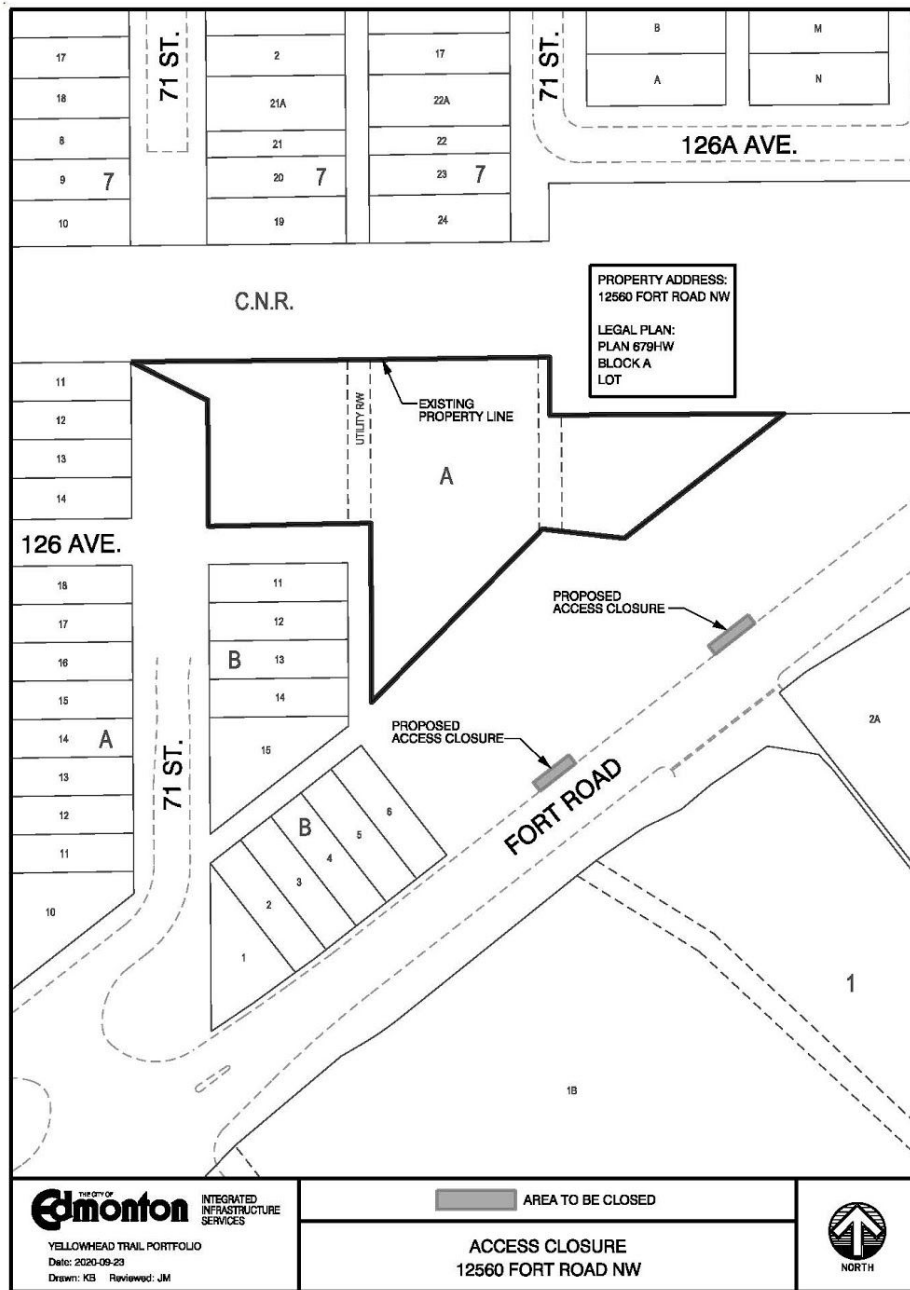 71 ST.
17
18
8
9
7
10
2
21A
21
20
7
19
17
22A
22
23
7
24
71 ST.
B
A
M
N
126A AVE.
C.N.R.
PROPERTY ADDRESS:
12560 FORT ROAD NW
LEGAL PLAN:
PLAN 679HW
BLOCK A
LOT
11
12
13
14
UTILITY R/W
EXISTING
PROPERTY LINE
A
126 AVE.
18
17
16
15
14
A
13
12
11
10
71 ST.
11
12
B
13
14
15
PROPOSED
ACCESS CLOSURE
PROPOSED
ACCESS CLOSURE
FORT ROAD
2A
B
1
2
3
4
5
6
1
1B
THE CITY OF
Edmonton
INTEGRATED
INFRASTRUCTURE
SERVICES
YELLOWHEAD TRAIL PORTFOLIO
Date: 2020-09-23
Drawn: KB Reviewed: JM
AREA TO BE CLOSED
ACCESS CLOSURE
12560 FORT ROAD NW
NORTH